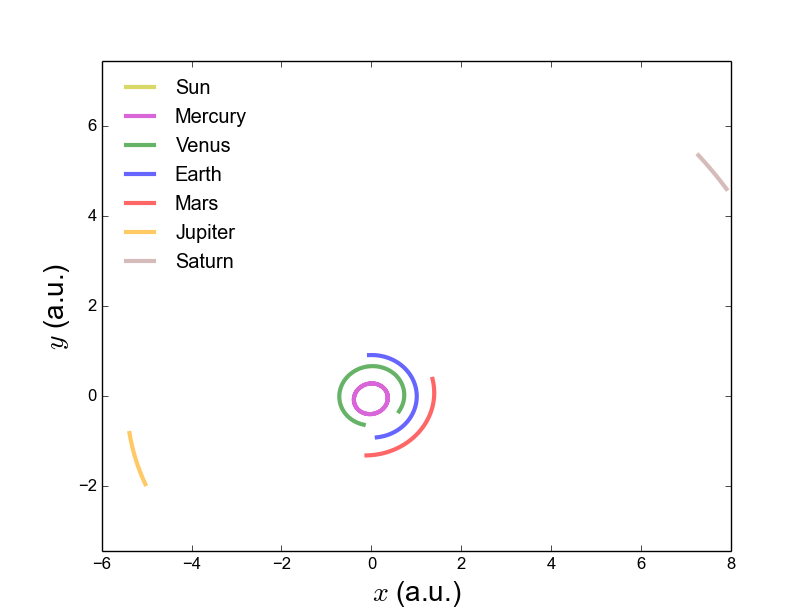 Sun
Mercury
Venus
Earth
Mars
Jupiter
Saturn
6
4
2
0
−2
y (a.u.)
−6 −4 −2 0 2 4 6 8
x (a.u.)